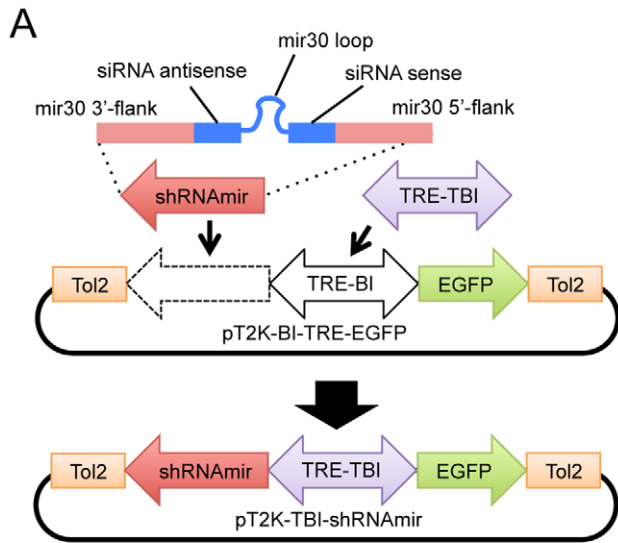 A
mir30 loop
siRNA antisense
siRNA sense
mir30 3'-flank
mir30 5'-flank
shRNAmir
TRE-TBI
Tol2
TRE-BI
EGFP
Tol2
pT2K-BI-TRE-EGFP
Tol2
shRNAmir
TRE-TBI
EGFP
Tol2
pT2K-TBI-shRNAmir